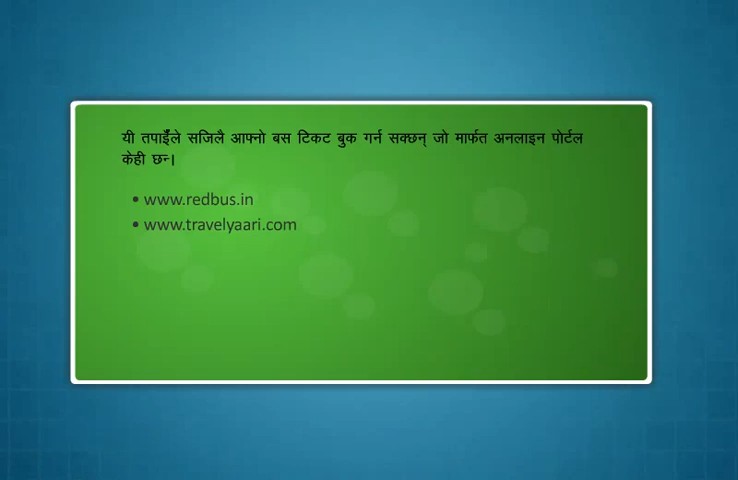 यी तपाईँले सजिलै आफ्नो बस टिकट बुक गर्न सक्छन् जो मार्फत अनलाइन पोर्टल
केही छन्।
• www.redbus.in
• www.travelyaari.com